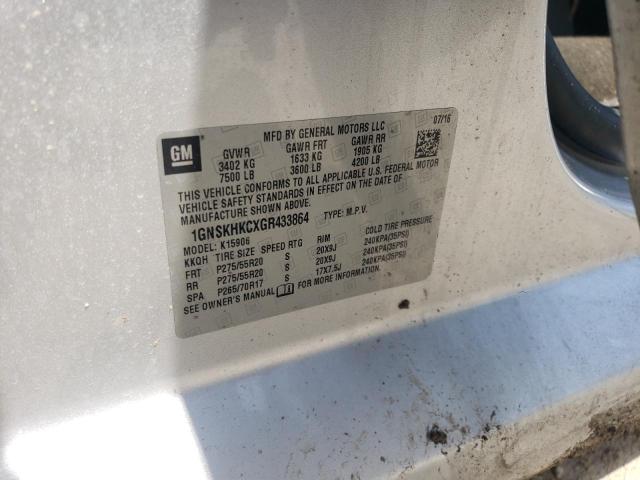 GM
MFD BY GENERAL MOTORS LLC 07/16
GVWR GAWR FRT GAWR RR
3402 KG 1633 KG 1905 KG
7500 LB 3600 LB 4200 LB
THIS VEHICLE CONFORMS TO ALL APPLICABLE U.S. FEDERAL MOTOR
VEHICLE SAFETY STANDARDS IN EFFECT ON THE DATE OF
MANUFACTURE SHOWN ABOVE.
1GNSKHKCXGR433864 TYPE: M.P.V.
MODEL: K15906
KKQH TIRE SIZE SPEED RTG RIM COLD TIRE PRESSURE
FRT P275/55R20 S 20X9J 240KPA(35PSI)
RR P275/55R20 S 20X9J 240KPA(35PSI)
SPA P265/70R17 S 17X7.5J 240KPA(35PSI)
SEE OWNER'S MANUAL